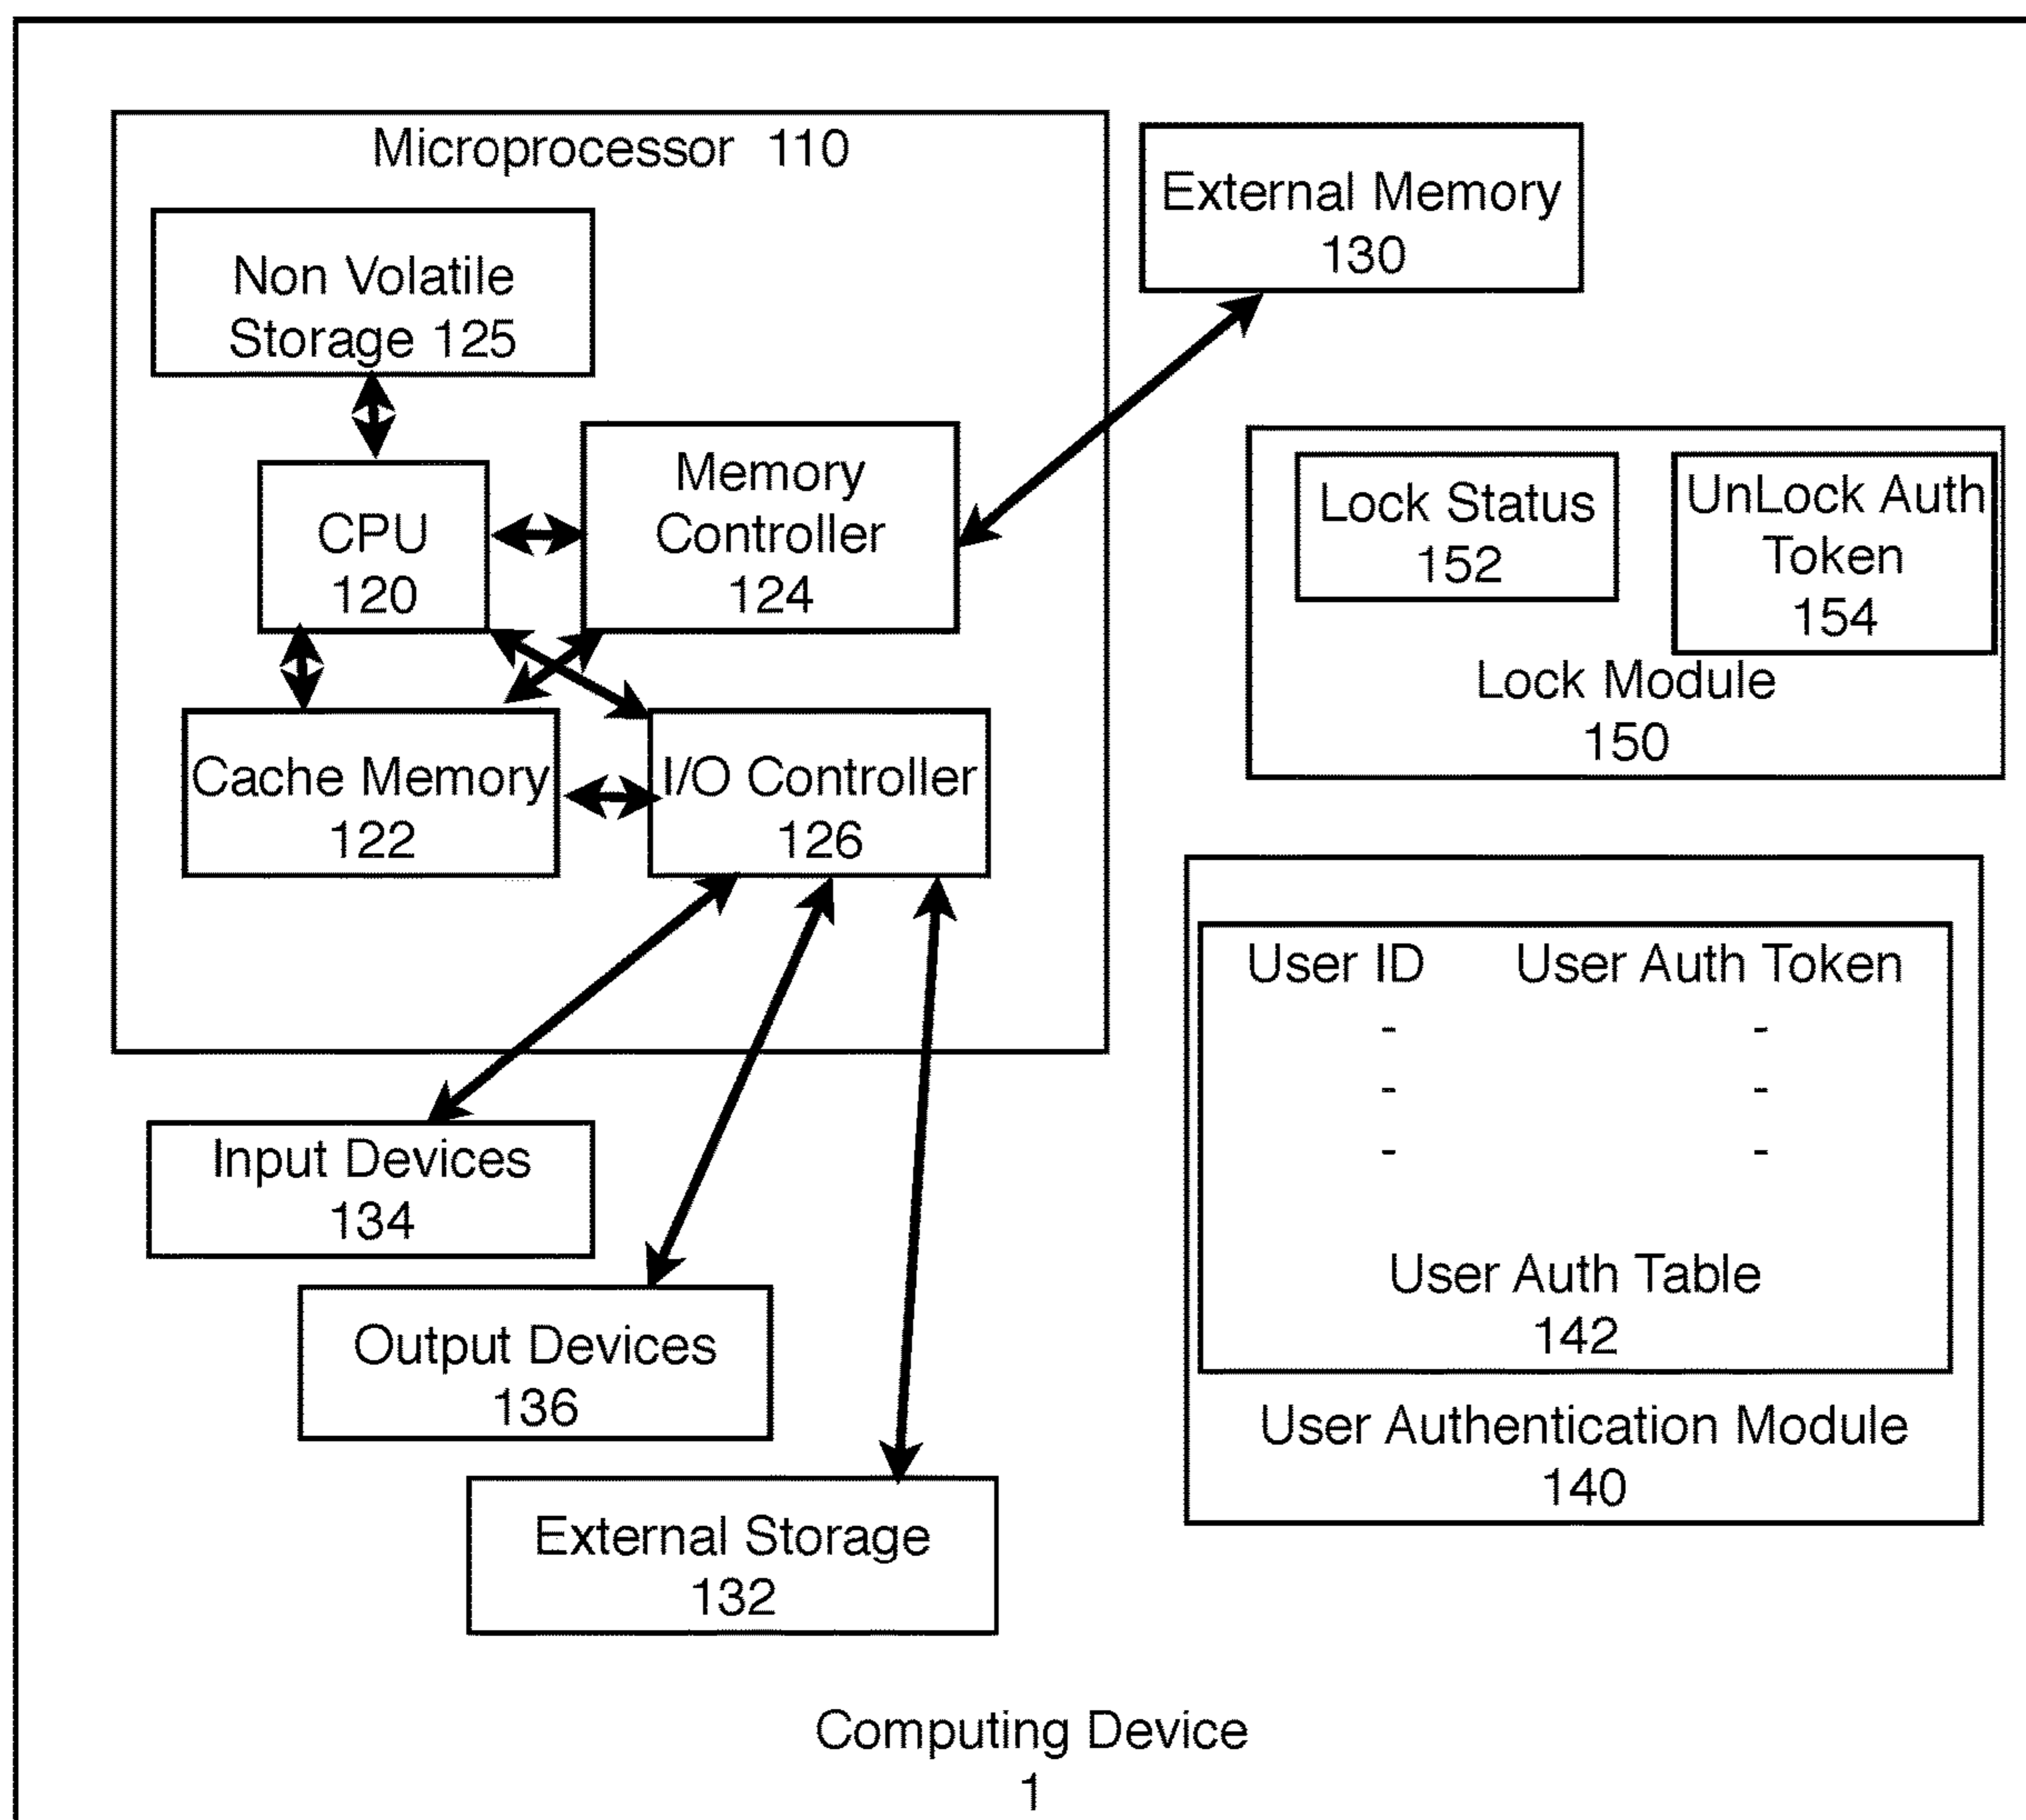 Microprocessor 110
Non Volatile
Storage 125
CPU
120
Memory
Controller
124
Cache Memory
122
I/O Controller
126
External Memory
130
Lock Status
152
UnLock Auth
Token
154
Lock Module
150
User ID User Auth Token
- -
- -
- -
User Auth Table
142
User Authentication Module
140
Input Devices
134
Output Devices
136
External Storage
132
Computing Device
1